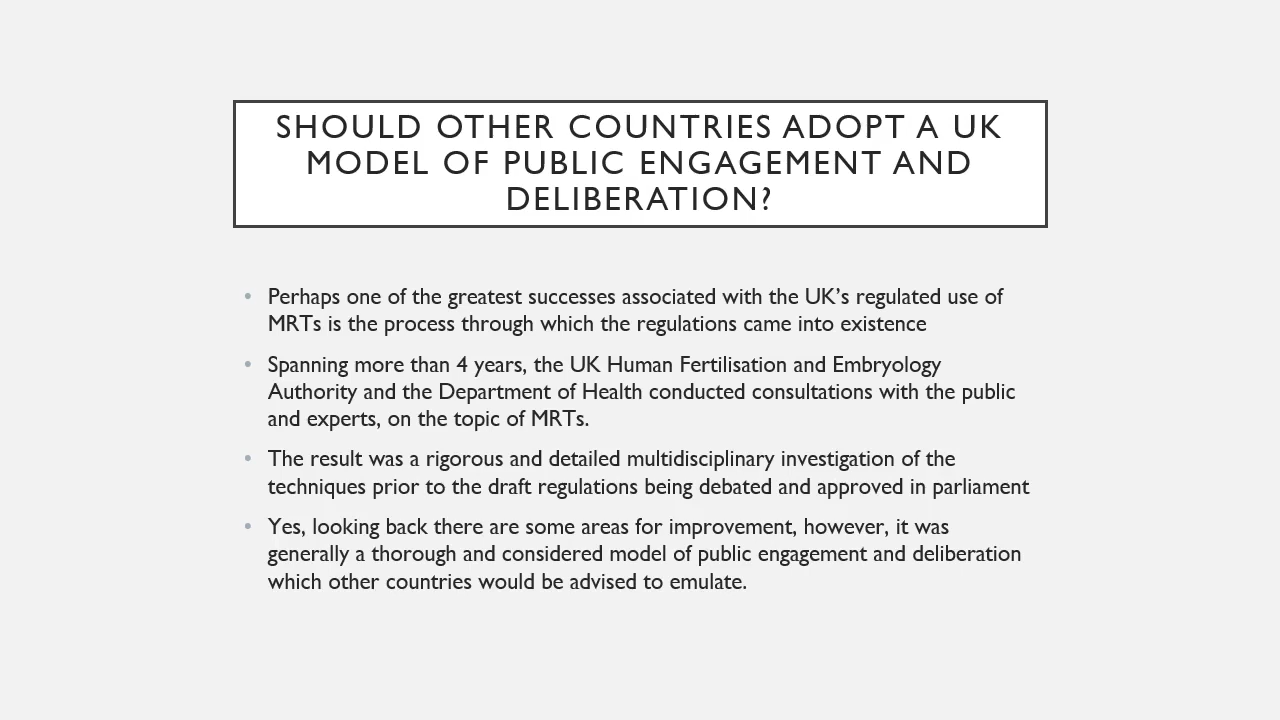 SHOULD OTHER COUNTRIES ADOPT A UK
MODEL OF PUBLIC ENGAGEMENT AND
DELIBERATION?
• Perhaps one of the greatest successes associated with the UK’s regulated use of
MRTs is the process through which the regulations came into existence
• Spanning more than 4 years, the UK Human Fertilisation and Embryology
Authority and the Department of Health conducted consultations with the public
and experts, on the topic of MRTs.
• The result was a rigorous and detailed multidisciplinary investigation of the
techniques prior to the draft regulations being debated and approved in parliament
• Yes, looking back there are some areas for improvement, however, it was
generally a thorough and considered model of public engagement and deliberation
which other countries would be advised to emulate.